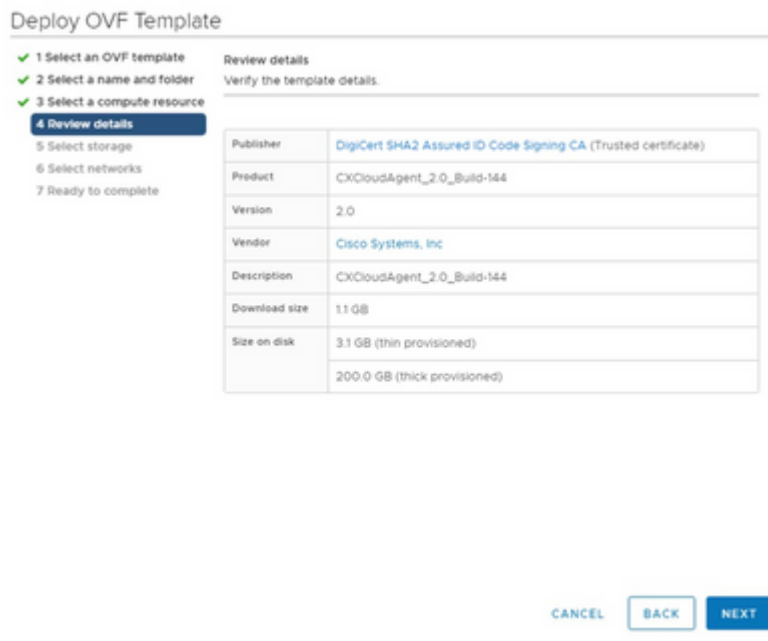 Deploy OVF Template
1 Select an OVF template
2 Select a name and folder
3 Select a compute resource
4 Review details
5 Select storage
6 Select networks
7 Ready to complete
Review details
Verify the template details.
Publisher DigiCert SHA2 Assured ID Code Signing CA (Trusted certificate)
Product CXCloudAgent_2.0_Build-144
Version 2.0
Vendor Cisco Systems, Inc
Description CXCloudAgent_2.0_Build-144
Download size 1.1 GB
Size on disk 3.1 GB (thin provisioned)
200.0 GB (thick provisioned)
CANCEL BACK NEXT